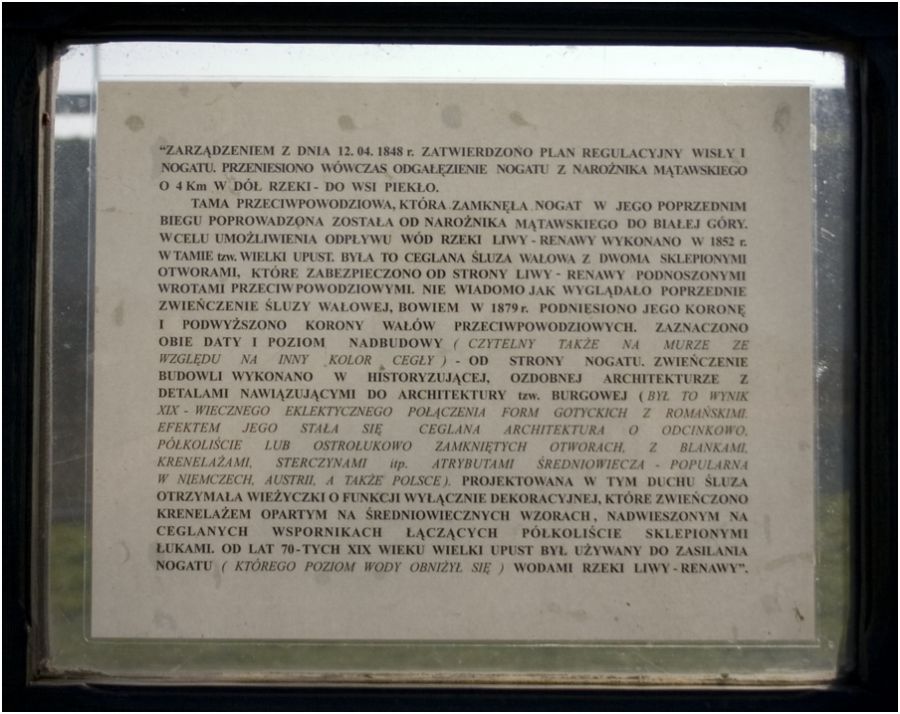 “ZARZĄDZENIEM Z DNIA 12. 04. 1848 r. ZATWIERDZONO PLAN REGULACYJNY WISŁY I
NOGATU. PRZENIESIONO WÓWCZAS ODGAŁĘZIENIE NOGATU Z NAROŻNIKA MĄTAWSKIEGO
O 4 Km W DÓŁ RZEKI - DO WSI PIEKŁO.
TAMA PRZECIWPOWODZIOWA, KTÓRA ZAMKNĘŁA NOGAT W JEGO POPRZEDNIM
BIEGU POPROWADZONA ZOSTAŁA OD NAROŻNIKA MĄTAWSKIEGO DO BIAŁEJ GÓRY.
W CELU UMOŻLIWIENIA ODPŁYWU WÓD RZEKI LIWY - RENAWY WYKONANO W 1852 r.
W TAMIE tzw. WIELKI UPUST. BYŁA TO CEGLANA ŚLUZA WAŁOWA Z DWOMA SKLEPIONYMI
OTWORAMI, KTÓRE ZABEZPIECZONO OD STRONY LIWY - RENAWY PODNOSZONYMI
WROTAMI PRZECIWPOWODZIOWYMI. NIE WIADOMO JAK WYGLĄDAŁO POPRZEDNIE
ZWIEŃCZENIE ŚLUZY WAŁOWEJ, BOWIEM W 1879 r. PODNIESIONO JEGO KORONĘ
I PODWYŻSZONO KORONY WAŁÓW PRZECIWPOWODZIOWYCH. ZAZNACZONO
OBIE DATY I POZIOM NADBUDOWY ( CZYTELNY TAKŻE NA MURZE ZE
WZGLĘDU NA INNY KOLOR CEGŁY ) - OD STRONY NOGATU. ZWIEŃCZENIE
BUDOWLI WYKONANO W HISTORYZUJĄCEJ, OZDOBNEJ ARCHITEKTURZE Z
DETALAMI NAWIĄZUJĄCYMI DO ARCHITEKTURY tzw. BURGOWEJ ( BYŁ TO WYNIK
XIX - WIECZNEGO EKLEKTYCZNEGO POŁĄCZENIA FORM GOTYCKICH Z ROMAŃSKIMI.
EFEKTEM JEGO STAŁA SIĘ CEGLANA ARCHITEKTURA O ODCINKOWO,
PÓŁKOLIŚCIE LUB OSTROŁUKOWO ZAMKNIĘTYCH OTWORACH, Z BLANKAMI,
KRENELAŻAMI, STERCZYNAMI itp. ATRYBUTAMI ŚREDNIOWIECZA - POPULARNA
W NIEMCZECH, AUSTRII, A TAKŻE POLSCE ). PROJEKTOWANA W TYM DUCHU ŚLUZA
OTRZYMAŁA WIEŻYCZKI O FUNKCJI WYŁĄCZNIE DEKORACYJNEJ, KTÓRE ZWIEŃCZONO
KRENELAŻEM OPARTYM NA ŚREDNIOWIECZNYCH WZORACH, NADWIESZONYM NA
CEGLANYCH WSPORNIKACH ŁĄCZĄCYCH PÓŁKOLIŚCIE SKLEPIONYMI
ŁUKAMI. OD LAT 70-TYCH XIX WIEKU WIELKI UPUST BYŁ UŻYWANY DO ZASILANIA
NOGATU ( KTÓREGO POZIOM WODY OBNIŻYŁ SIĘ ) WODAMI RZEKI LIWY - RENAWY”.